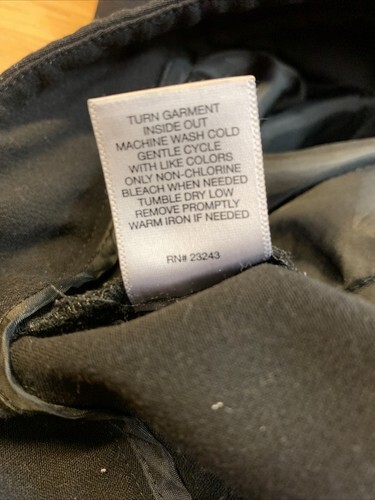 TURN GARMENT
INSIDE OUT
MACHINE WASH COLD
GENTLE CYCLE
WITH LIKE COLORS
ONLY NON-CHLORINE
BLEACH WHEN NEEDED
TUMBLE DRY LOW
REMOVE PROMPTLY
WARM IRON IF NEEDED
RN# 23243